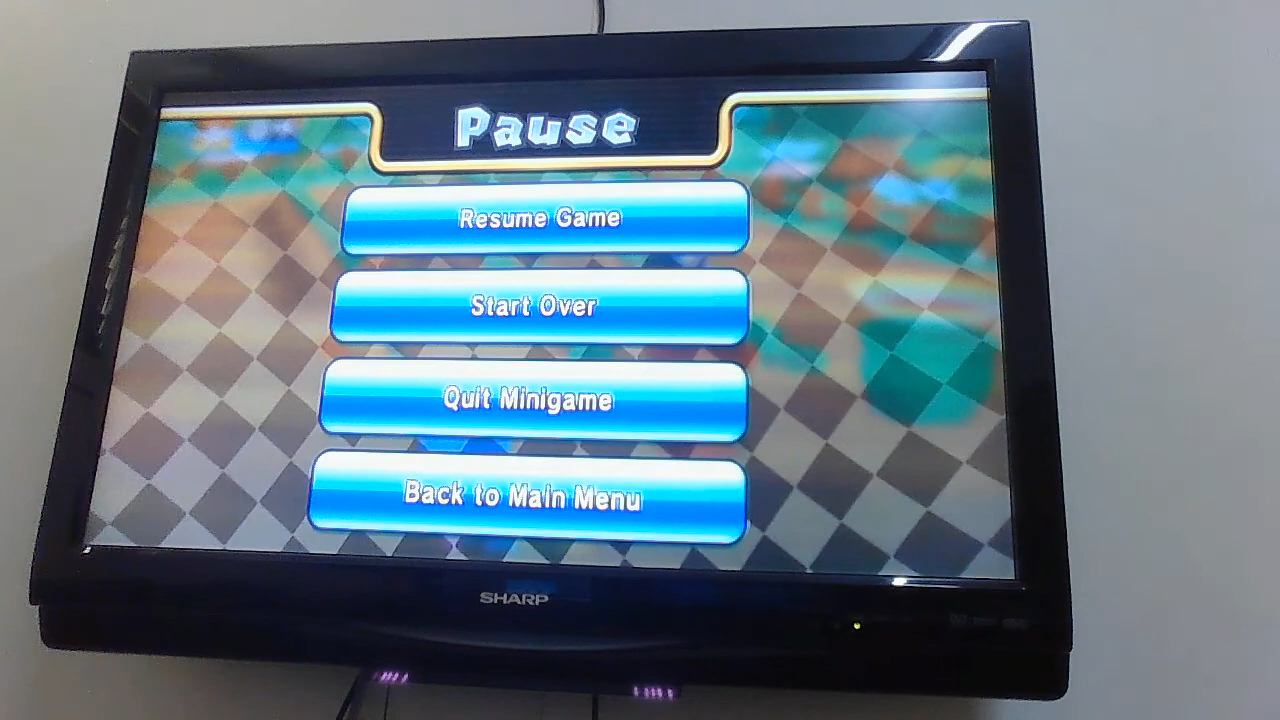 Pause
Resume Game
Start Over
Quit Minigame
Back to Main Menu
SHARP